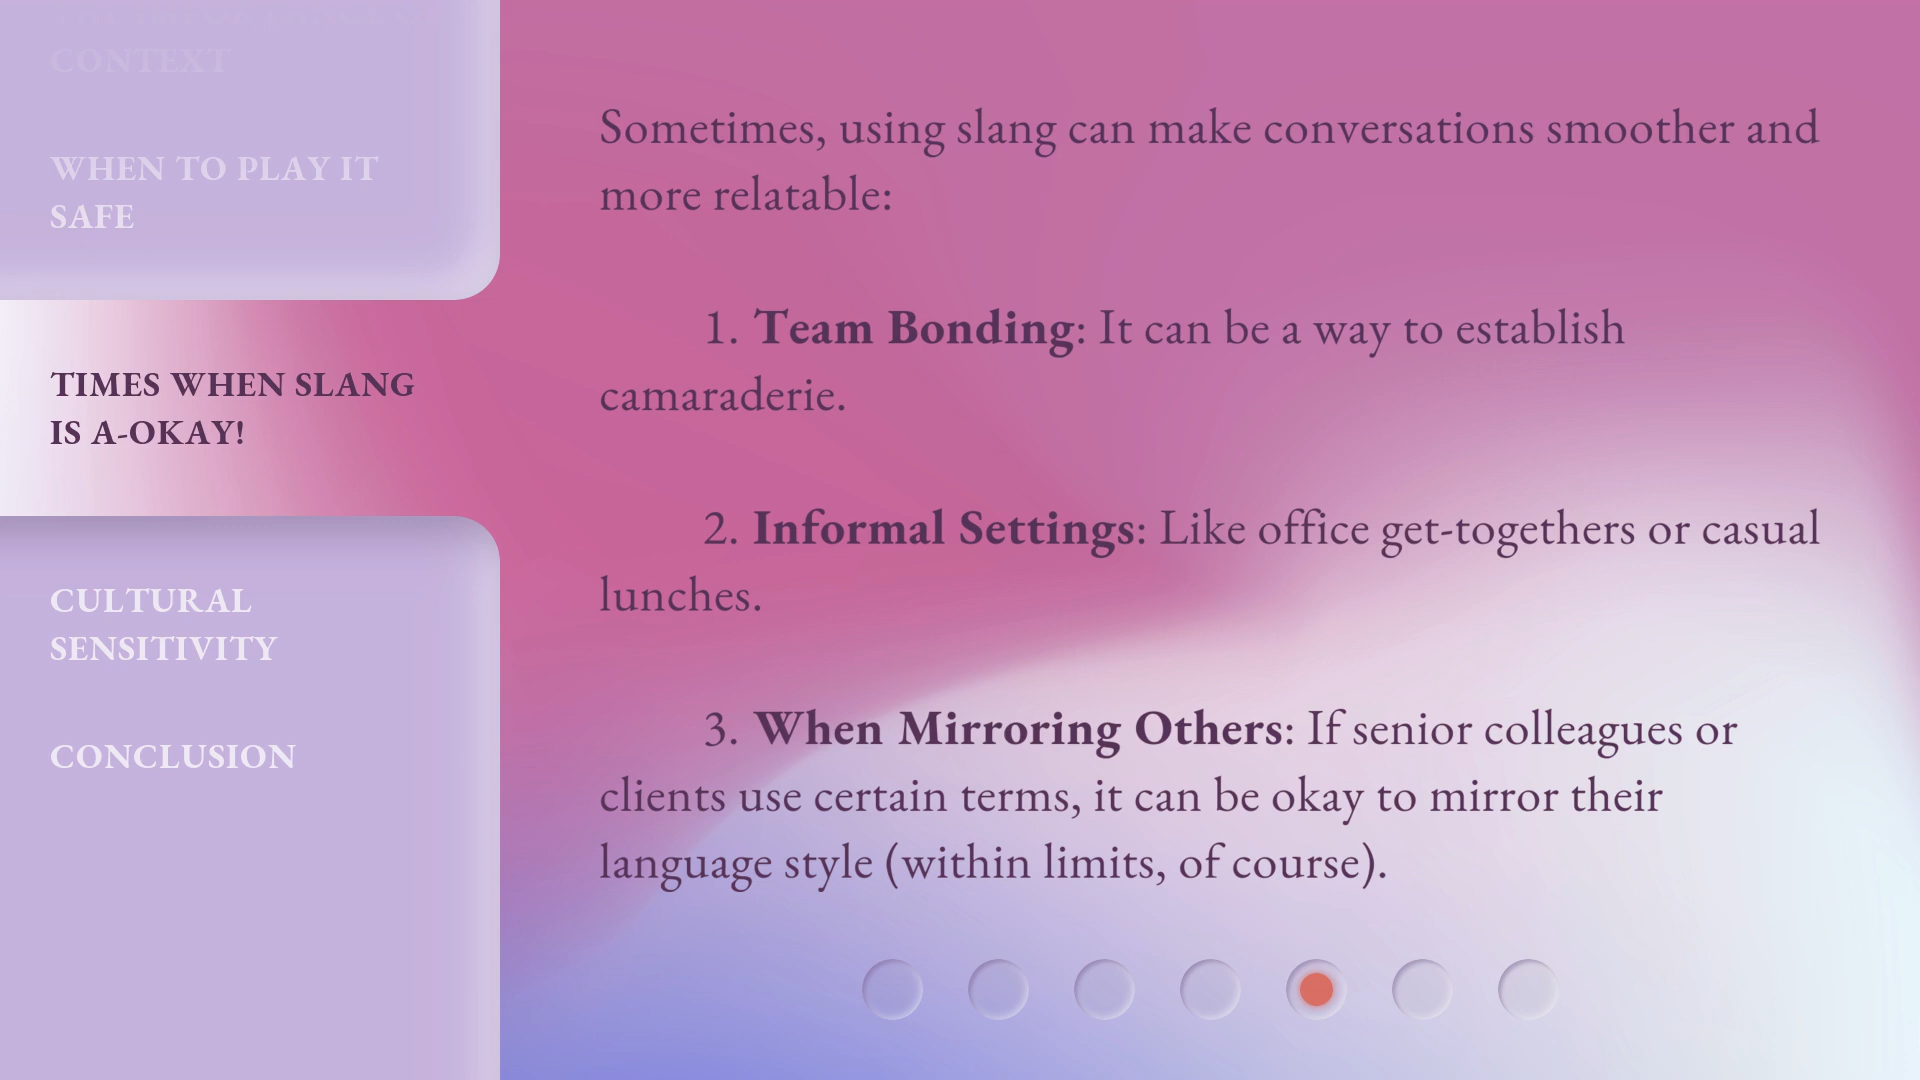 CONTEXT
WHEN TO PLAY IT
SAFE
TIMES WHEN SLANG
IS A-OKAY!
CULTURAL
SENSITIVITY
CONCLUSION
Sometimes, using slang can make conversations smoother and
more relatable:
1. Team Bonding: It can be a way to establish
camaraderie.
2. Informal Settings: Like office get-togethers or casual
lunches.
3. When Mirroring Others: If senior colleagues or
clients use certain terms, it can be okay to mirror their
language style (within limits, of course).